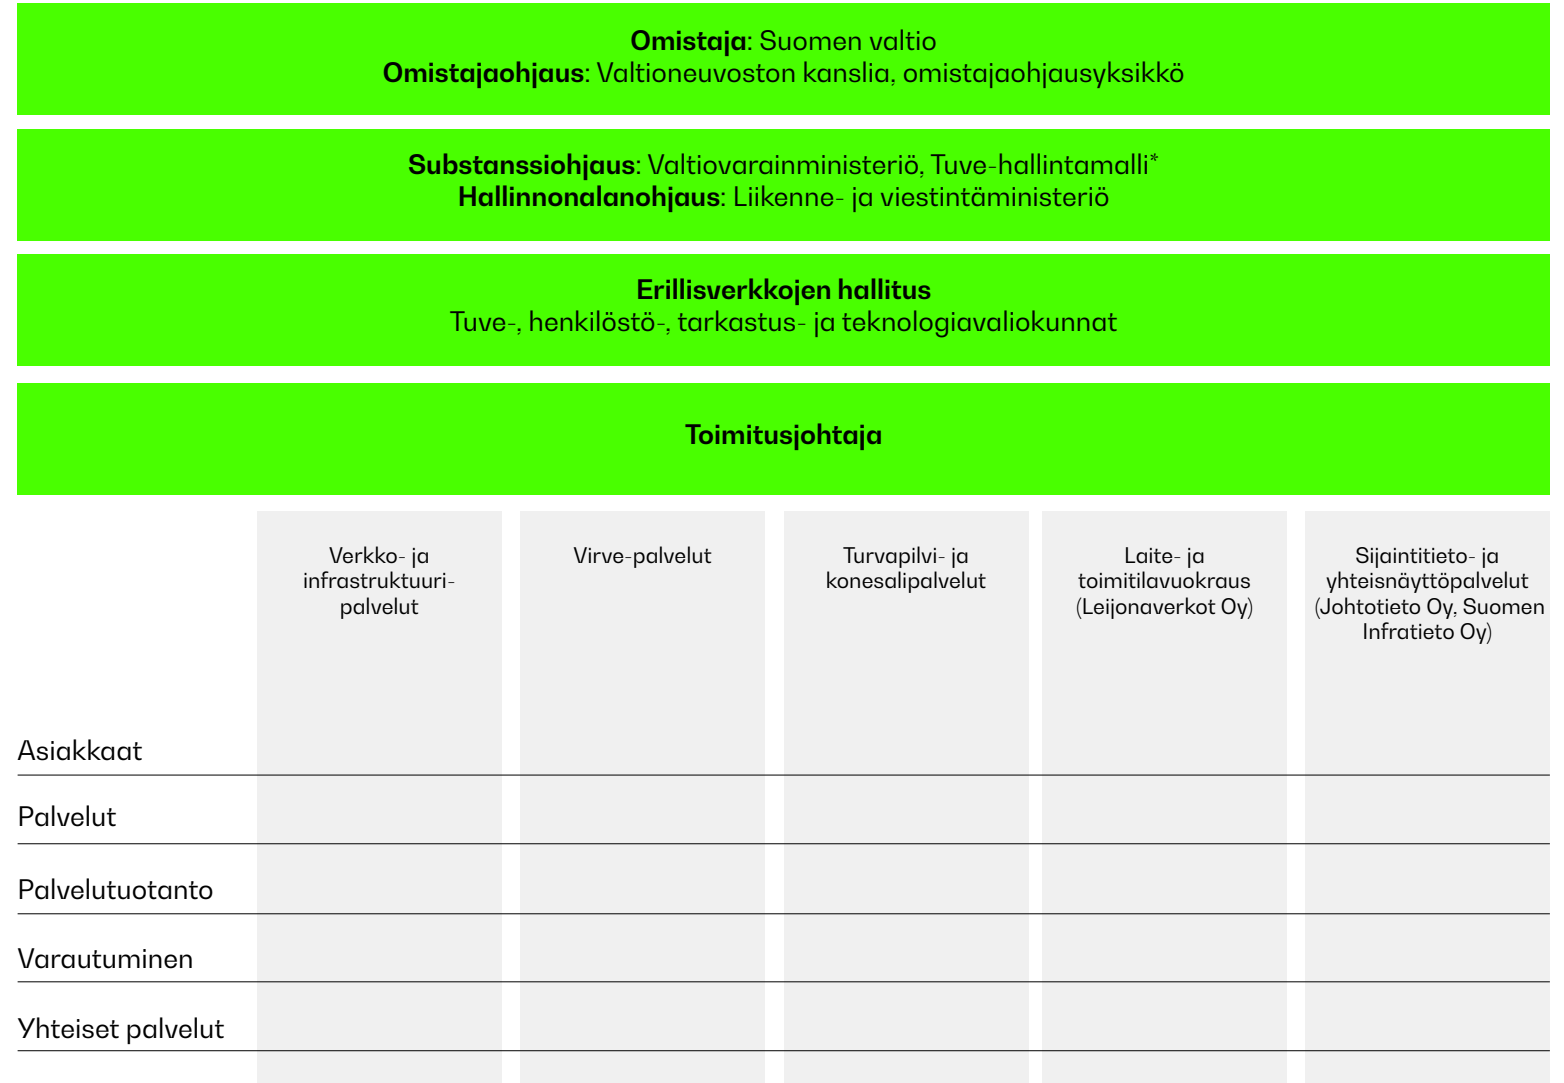 Omistaja: Suomen valtio
Omistajaohjaus: Valtioneuvoston kanslia, omistajaohjausyksikkö
Substanssiohjaus: Valtiovarainministeriö, Tuve-hallintamalli*
Hallinnonalanohjaus: Liikenne- ja viestintäministeriö
Erillisverkkojen hallitus
Tuve-, henkilöstö-, tarkastus- ja teknologiavaliokunnat
Toimitusjohtaja
Verkko- ja
infrastruktuuri-
palvelut
Virve-palvelut
Turvapilvi- ja
konesalipalvelut
Laite- ja
toimitilavuokraus
(Leijonaverkot Oy)
Sijaintitieto- ja
yhteisnäyttöpalvelut
(Johtotieto Oy, Suomen
Infratieto Oy)
Asiakkaat
Palvelut
Palvelutuotanto
Varautuminen
Yhteiset palvelut